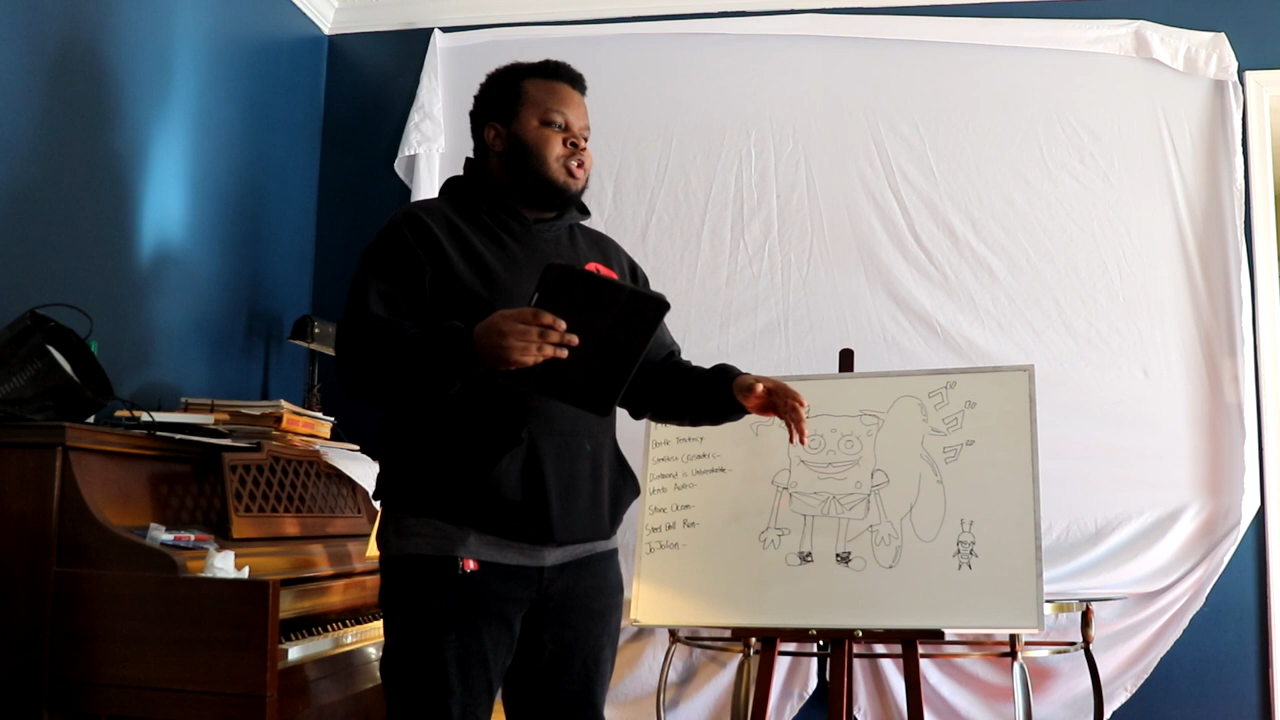 Battle Tendency-
Stardust Crusaders-
Diamond is Unbreakable-
Vento Aureo-
Stone Ocean-
Steel Ball Run-
JoJolion -
ゴ
ゴ
ゴ